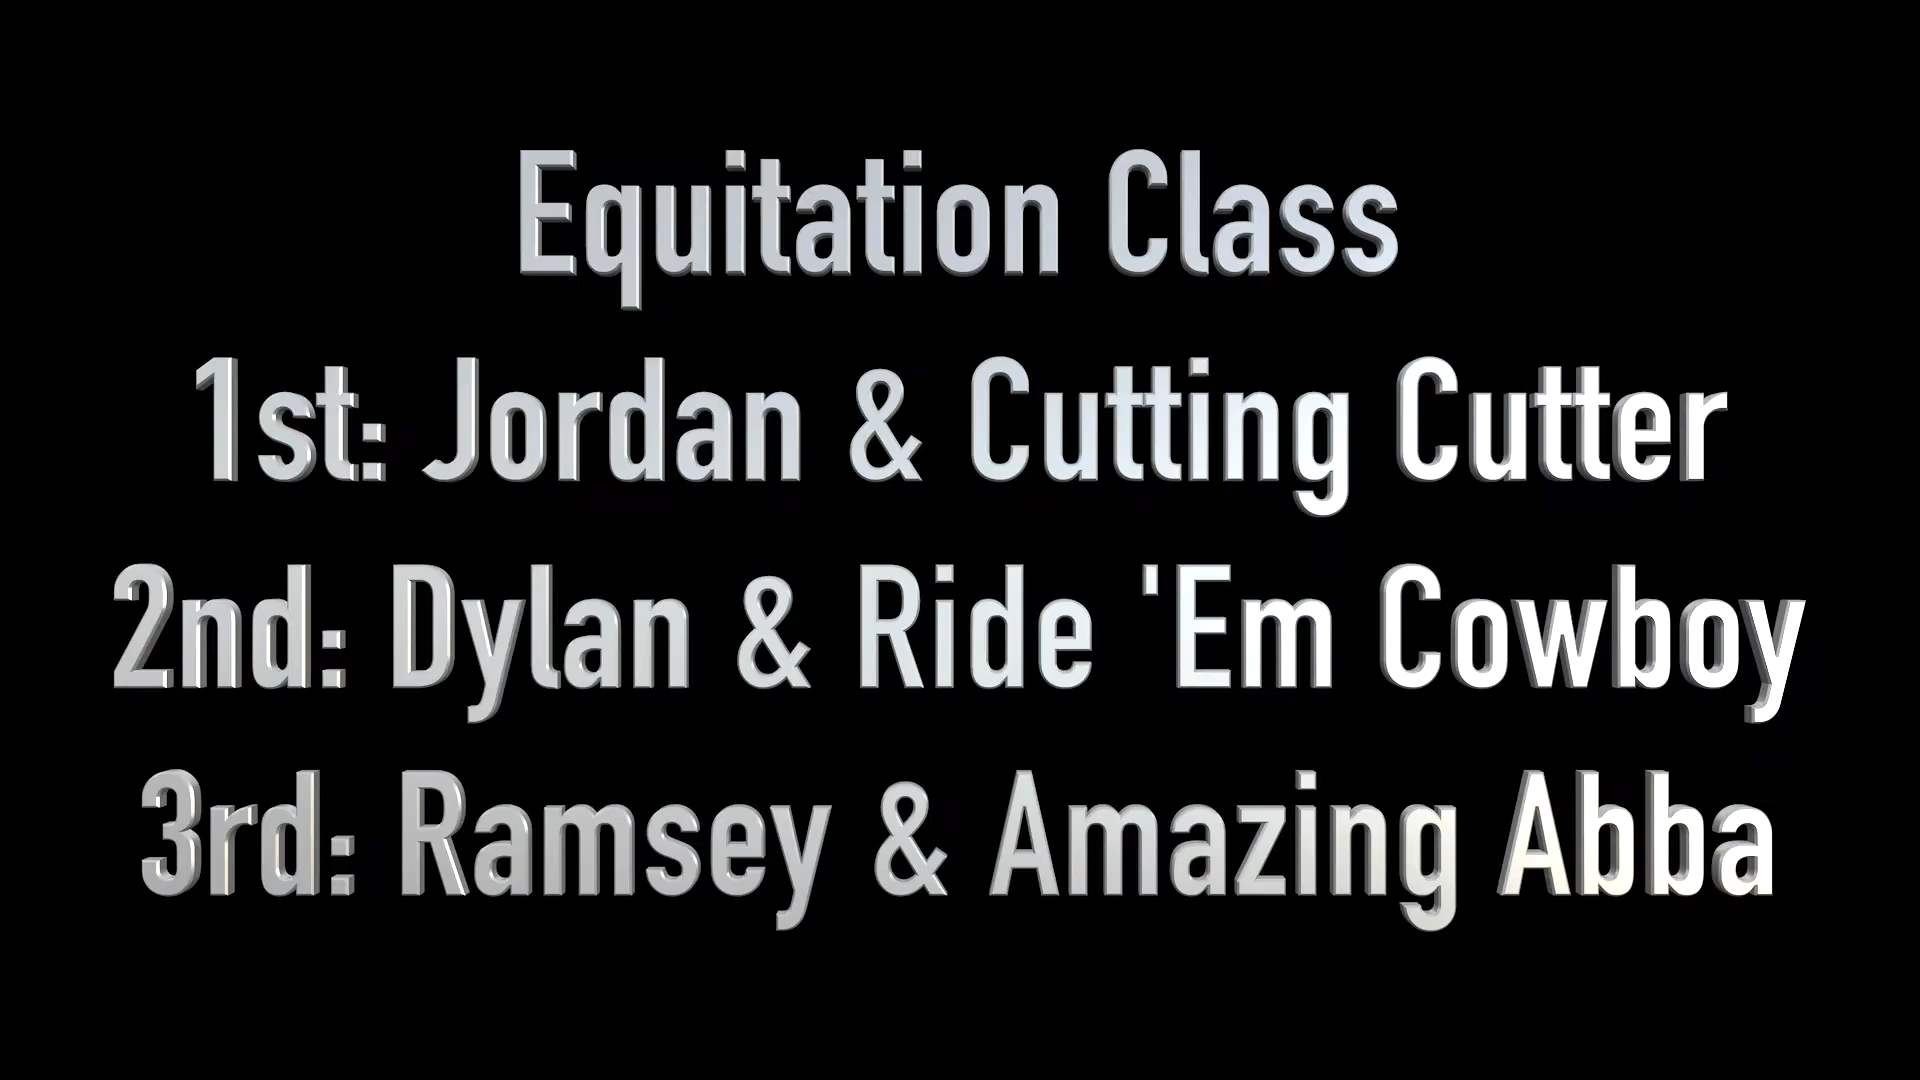 Equitation Class
1st: Jordan & Cutting Cutter
2nd: Dylan & Ride 'Em Cowboy
3rd: Ramsey & Amazing Abba